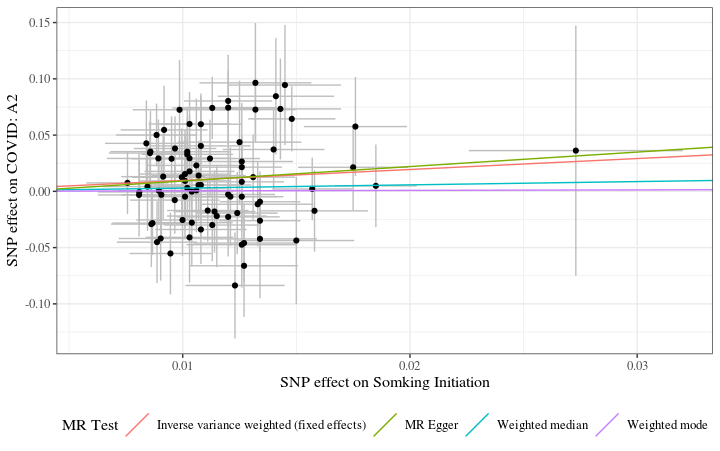 SNP effect on COVID: A2
0.15
0.10
0.05
0.00
-0.05
-0.10
0.01
0.02
0.03
SNP effect on Somking Initiation
MR Test
Inverse variance weighted (fixed effects)
MR Egger
Weighted median
Weighted mode